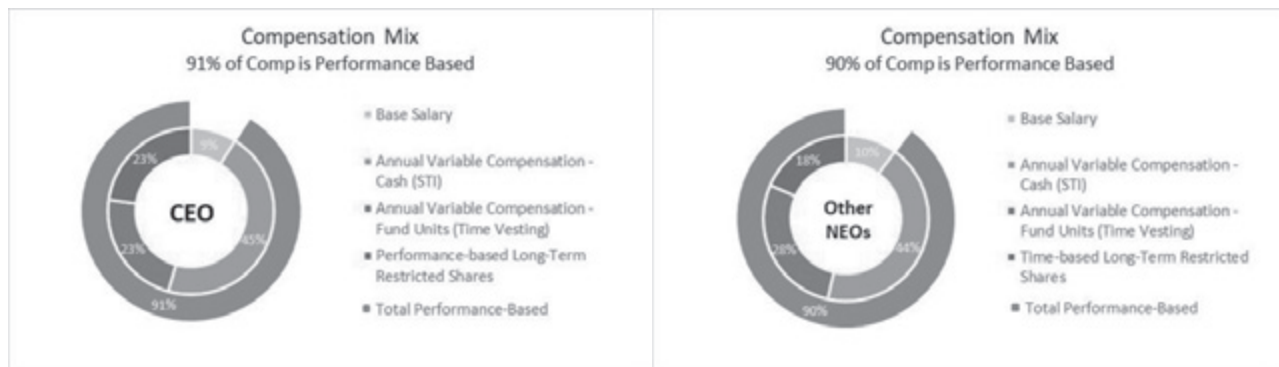 Compensation Mix
91% of Comp is Performance Based
9%
45%
23%
23%
91%
CEO
Base Salary
Annual Variable Compensation -
Cash (STI)
Annual Variable Compensation -
Fund Units (Time Vesting)
Performance-based Long-Term
Restricted Shares
Total Performance-Based
Compensation Mix
90% of Comp is Performance Based
10%
44%
28%
18%
90%
Other
NEOs
Base Salary
Annual Variable Compensation -
Cash (STI)
Annual Variable Compensation -
Fund Units (Time Vesting)
Time-based Long-Term Restricted
Shares
Total Performance-Based